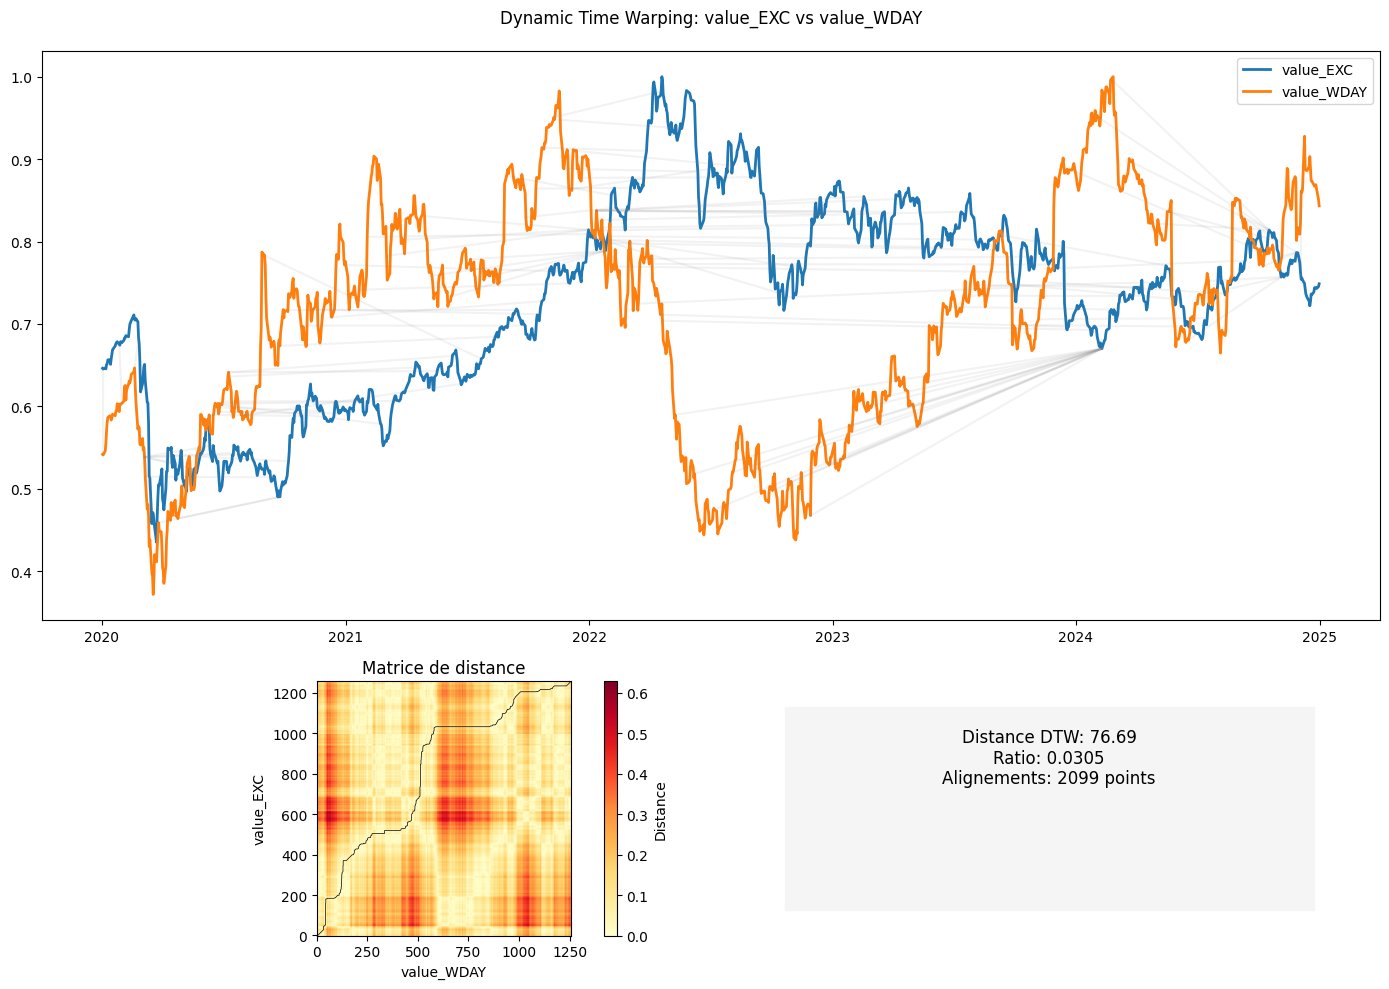 Dynamic Time Warping: value_EXC vs value_WDAY
value_EXC
value_WDAY
1.0
0.9
0.8
0.7
0.6
0.5
0.4
2020 2021 2022 2023 2024 2025
Matrice de distance
value_EXC
1200
1000
800
600
400
200
0
0 250 500 750 1000 1250
value_WDAY
0.6
0.5
0.4
0.3
0.2
0.1
0.0
Distance
Distance DTW: 76.69
Ratio: 0.0305
Alignements: 2099 points